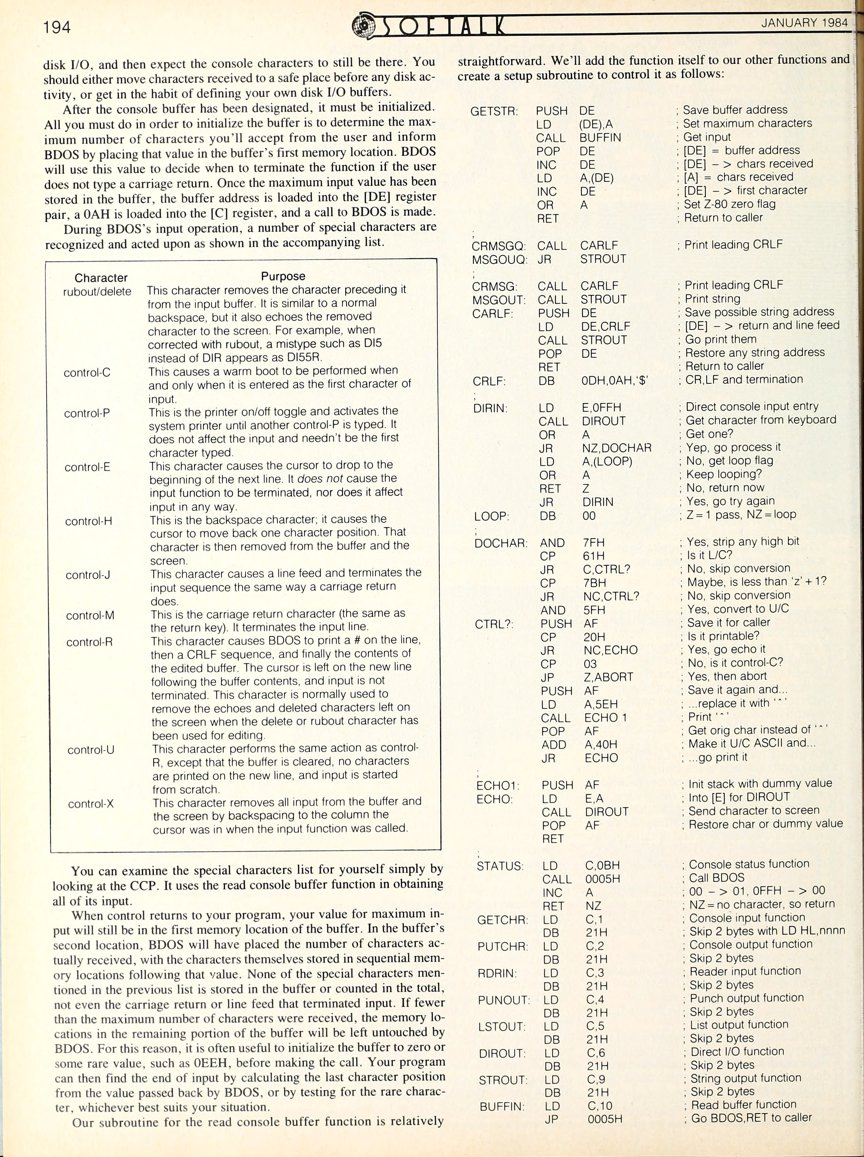 194
SOFTALK
JANUARY 1984
disk I/O, and then expect the console characters to still be there. You
should either move characters received to a safe place before any disk ac-
tivity, or get in the habit of defining your own disk I/O buffers.
After the console buffer has been designated, it must be initialized.
All you must do in order to initialize the buffer is to determine the max-
imum number of characters you'll accept from the user and inform
BDOS by placing that value in the buffer's first memory location. BDOS
will use this value to decide when to terminate the function if the user
does not type a carriage return. Once the maximum input value has been
stored in the buffer, the buffer address is loaded into the [DE] register
pair, a 0AH is loaded into the [C] register, and a call to BDOS is made.
During BDOS's input operation, a number of special characters are
recognized and acted upon as shown in the accompanying list.
Character Purpose
rubout/delete This character removes the character preceding it
from the input buffer. It is similar to a normal
backspace, but it also echoes the removed
character to the screen. For example, when
corrected with rubout, a mistype such as DI5
instead of DIR appears as DI55R.
control-C This causes a warm boot to be performed when
and only when it is entered as the first character of
input.
control-P This is the printer on/off toggle and activates the
system printer until another control-P is typed. It
does not affect the input and needn't be the first
character typed.
control-E This character causes the cursor to drop to the
beginning of the next line. It does not cause the
input function to be terminated, nor does it affect
input in any way.
control-H This is the backspace character; it causes the
cursor to move back one character position. That
character is then removed from the buffer and the
screen.
control-J This character causes a line feed and terminates the
input sequence the same way a carriage return
does.
control-M This is the carriage return character (the same as
the return key). It terminates the input line.
control-R This character causes BDOS to print a # on the line,
then a CRLF sequence, and finally the contents of
the edited buffer. The cursor is left on the new line
following the buffer contents, and input is not
terminated. This character is normally used to
remove the echoes and deleted characters left on
the screen when the delete or rubout character has
been used for editing.
control-U This character performs the same action as control-
R, except that the buffer is cleared, no characters
are printed on the new line, and input is started
from scratch.
control-X This character removes all input from the buffer and
the screen by backspacing to the column the
cursor was in when the input function was called.
You can examine the special characters list for yourself simply by
looking at the CCP. It uses the read console buffer function in obtaining
all of its input.
When control returns to your program, your value for maximum in-
put will still be in the first memory location of the buffer. In the buffer's
second location, BDOS will have placed the number of characters ac-
tually received, with the characters themselves stored in sequential mem-
ory locations following that value. None of the special characters men-
tioned in the previous list is stored in the buffer or counted in the total,
not even the carriage return or line feed that terminated input. If fewer
than the maximum number of characters were received, the memory lo-
cations in the remaining portion of the buffer will be left untouched by
BDOS. For this reason, it is often useful to initialize the buffer to zero or
some rare value, such as 0EEH, before making the call. Your program
can then find the end of input by calculating the last character position
from the value passed back by BDOS, or by testing for the rare charac-
ter, whichever best suits your situation.
Our subroutine for the read console buffer function is relatively
straightforward. We'll add the function itself to our other functions and
create a setup subroutine to control it as follows:
GETSTR: PUSH DE ; Save buffer address
LD (DE),A ; Set maximum characters
CALL BUFFIN ; Get input
POP DE ; [DE] = buffer address
INC DE ; [DE] - > chars received
LD A,(DE) ; [A] = chars received
INC DE ; [DE] - > first character
OR A ; Set Z-80 zero flag
RET ; Return to caller
;
CRMSGQ: CALL CARLF ; Print leading CRLF
MSGOUQ: JR STROUT
;
CRMSG: CALL CARLF ; Print leading CRLF
MSGOUT: CALL STROUT ; Print string
CARLF: PUSH DE ; Save possible string address
LD DE,CRLF ; [DE] - > return and line feed
CALL STROUT ; Go print them
POP DE ; Restore any string address
RET ; Return to caller
CRLF: DB 0DH,0AH,'$' ; CR,LF and termination
;
DIRIN: LD E,0FFH ; Direct console input entry
CALL DIROUT ; Get character from keyboard
OR A ; Get one?
JR NZ,DOCHAR ; Yep, go process it
LD A,(LOOP) ; No, get loop flag
OR A ; Keep looping?
RET Z ; No, return now
JR DIRIN ; Yes, go try again
LOOP: DB 00 ; Z=1 pass, NZ=loop
;
DOCHAR: AND 7FH ; Yes, strip any high bit
CP 61H ; Is it L/C?
JR C,CTRL? ; No, skip conversion
CP 7BH ; Maybe, is less than 'z' + 1?
JR NC,CTRL? ; No, skip conversion
AND 5FH ; Yes, convert to U/C
CTRL?: PUSH AF ; Save it for caller
CP 20H ; Is it printable?
JR NC,ECHO ; Yes, go echo it
CP 03 ; No, is it control-C?
JP Z,ABORT ; Yes, then abort
PUSH AF ; Save it again and...
LD A,5EH ; ...replace it with '^'
CALL ECHO 1 ; Print '^'
POP AF ; Get orig char instead of '^'
ADD A,40H ; Make it U/C ASCII and...
JR ECHO ; ...go print it
;
ECHO1: PUSH AF ; Init stack with dummy value
ECHO: LD E,A ; Into [E] for DIROUT
CALL DIROUT ; Send character to screen
POP AF ; Restore char or dummy value
RET
;
STATUS: LD C,0BH ; Console status function
CALL 0005H ; Call BDOS
INC A ; 00 - > 01, 0FFH - > 00
RET NZ ; NZ=no character, so return
GETCHR: LD C,1 ; Console input function
DB 21H ; Skip 2 bytes with LD HL,nnnn
PUTCHR: LD C,2 ; Console output function
DB 21H ; Skip 2 bytes
RDRIN: LD C,3 ; Reader input function
DB 21H ; Skip 2 bytes
PUNOUT: LD C,4 ; Punch output function
DB 21H ; Skip 2 bytes
LSTOUT: LD C,5 ; List output function
DB 21H ; Skip 2 bytes
DIROUT: LD C,6 ; Direct I/O function
DB 21H ; Skip 2 bytes
STROUT: LD C,9 ; String output function
DB 21H ; Skip 2 bytes
BUFFIN: LD C,10 ; Read buffer function
JP 0005H ; Go BDOS,RET to caller